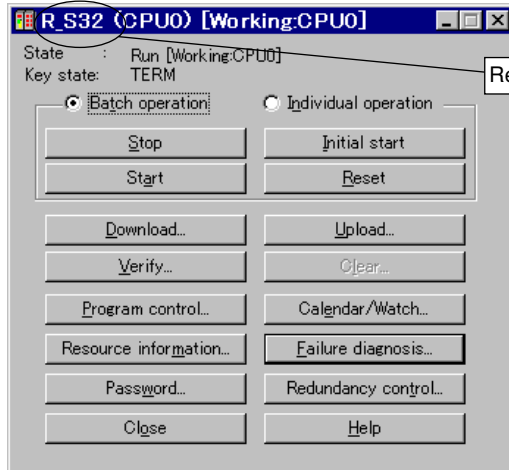 R_S32 (CPU0) [Working:CPU0]
State : Run [Working:CPU0]
Key state: TERM
Batch operation
Individual operation
Stop
Initial start
Start
Reset
Download...
Upload...
Verify...
Clear...
Program control...
Calendar/Watch...
Resource information...
Failure diagnosis...
Password...
Redundancy control...
Close
Help